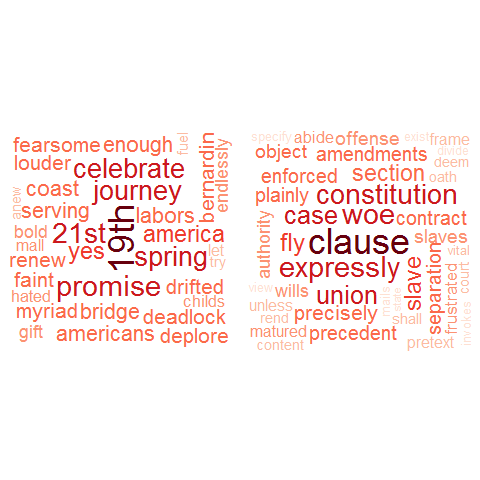 fearsome enough fuel
louder celebrate bernardin endlessly
anew coast journey
serving labors
bold 21st 19th america
mall yes spring let
renew try
faint promise drifted
hated childs
myriad bridge deadlock
gift americans deplore
specify abide offense exist frame
object amendments divide
deem
enforced section oath
plainly constitution
case woe contract
authority fly clause slaves
vital
expressly slave separation court
view wills union malls state
unless precisely frustrated
rend shall
matured precedent invokes
content pretext